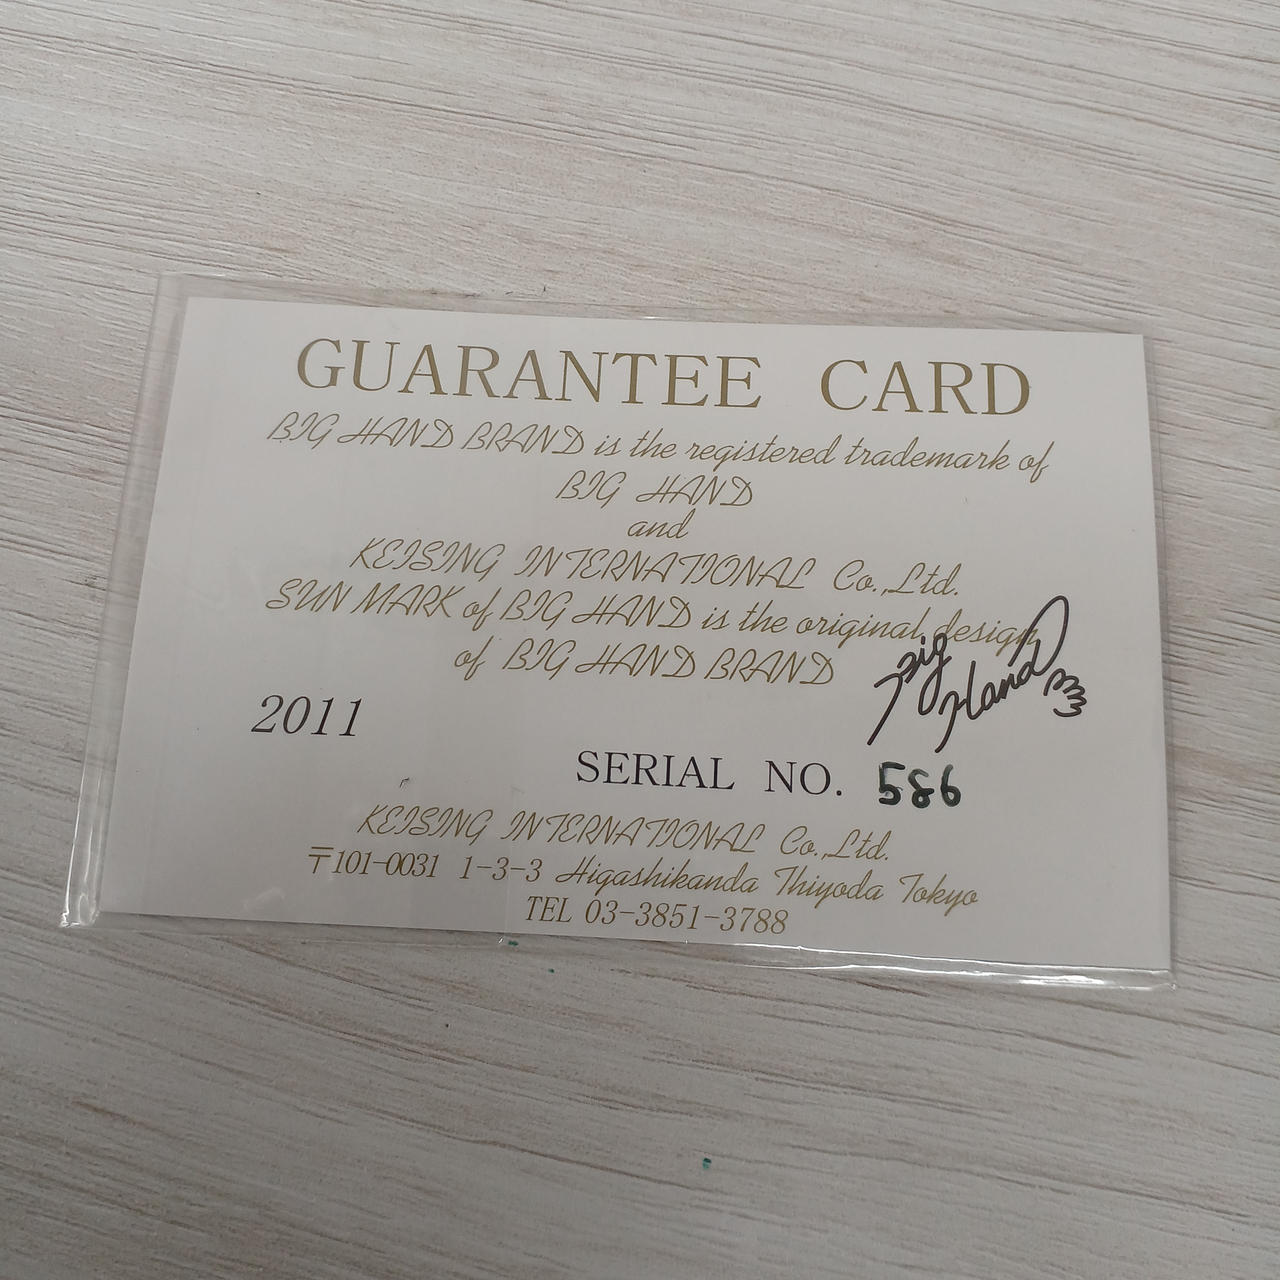 GUARANTEE CARD
BIG HAND BRAND is the registered trademark of
BIG HAND
and
KEISING INTERNATIONAL Co.,Ltd.
SUN MARK of BIG HAND is the original design
of BIG HAND BRAND
Big Hand
2011
SERIAL NO. 586
KEISING INTERNATIONAL Co.,Ltd.
〒101-0031 1-3-3 Higashikanda Thiyoda Tokyo
TEL 03-3851-3788